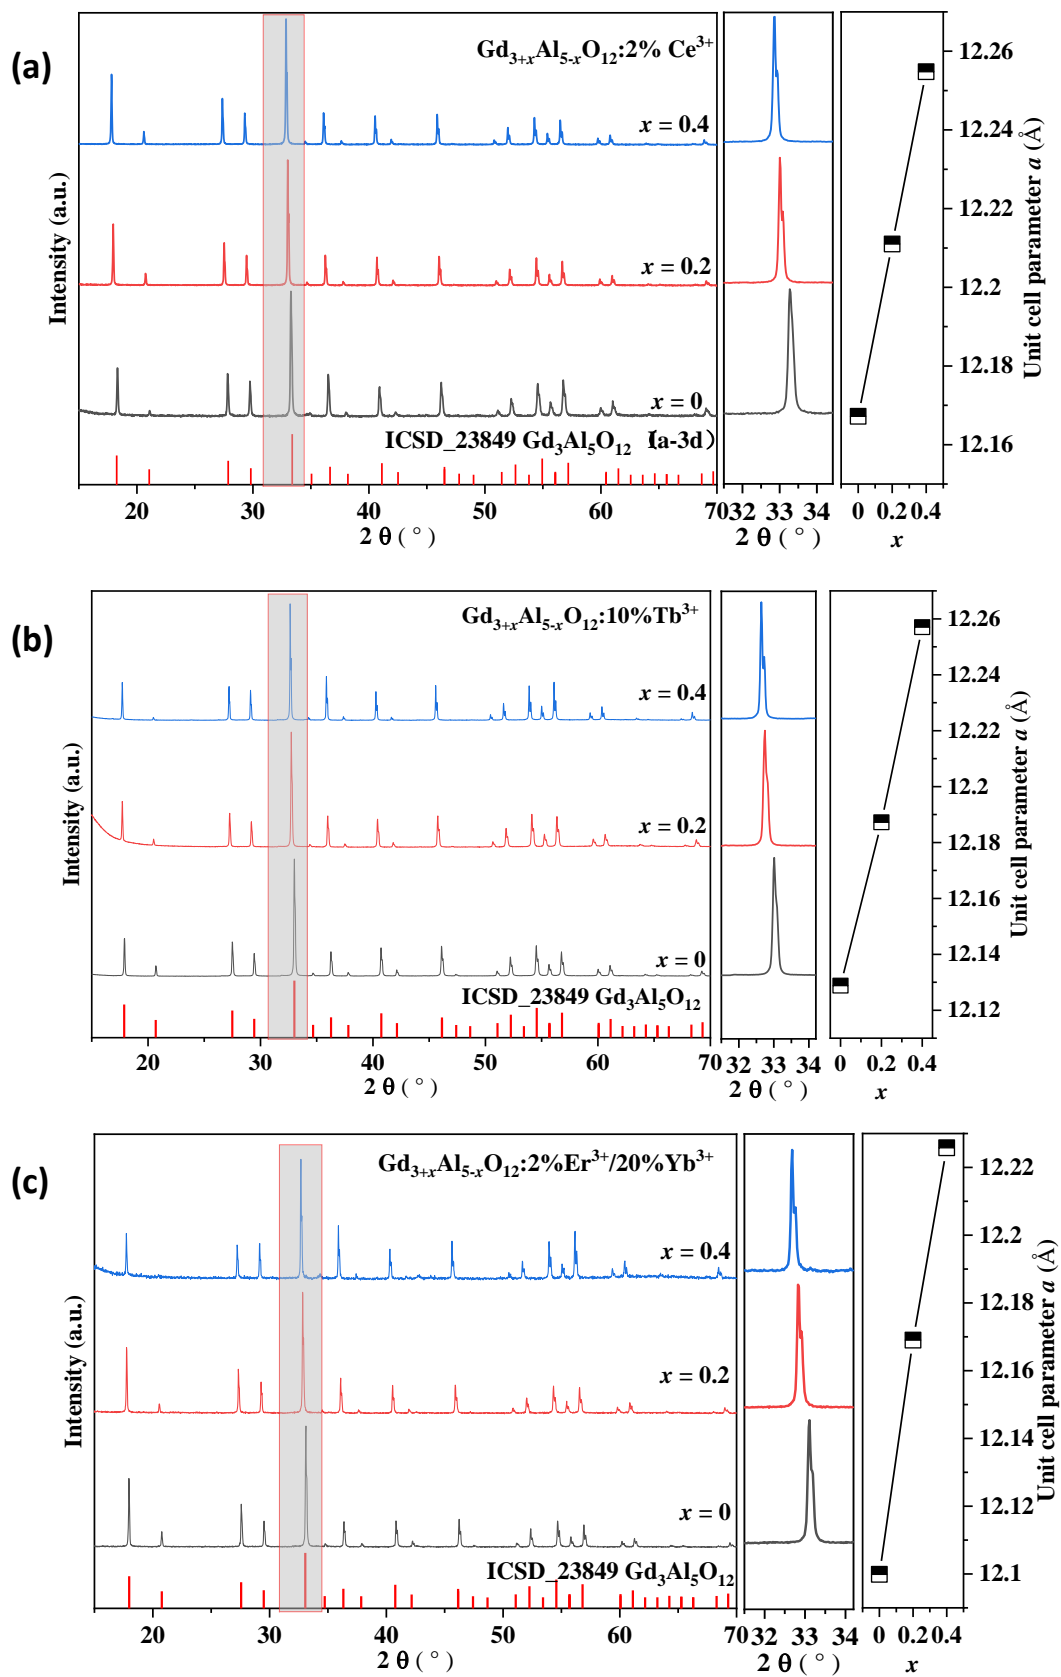 (a)
Gd3+xAl5-xO12:2% Ce3+
x = 0.4
x = 0.2
x = 0
ICSD_23849 Gd3Al5O12 (a-3d)
Intensity (a.u.)
20 30 40 50 60 70
2 θ ( ° )
32 33 34
2 θ ( ° )
0 0.2 0.4
x
12.26
12.24
12.22
12.2
12.18
12.16
Unit cell parameter a (Å)
(b)
Gd3+xAl5-xO12:10%Tb3+
x = 0.4
x = 0.2
x = 0
ICSD_23849 Gd3Al5O12
Intensity (a.u.)
20 30 40 50 60 70
2 θ ( ° )
32 33 34
2 θ ( ° )
0 0.2 0.4
x
12.26
12.24
12.22
12.2
12.18
12.16
12.14
12.12
Unit cell parameter a (Å)
(c)
Gd3+xAl5-xO12:2%Er3+/20%Yb3+
x = 0.4
x = 0.2
x = 0
ICSD_23849 Gd3Al5O12
Intensity (a.u.)
20 30 40 50 60 70
2 θ ( ° )
32 33 34
2 θ ( ° )
0 0.2 0.4
x
12.22
12.2
12.18
12.16
12.14
12.12
12.1
Unit cell parameter a (Å)